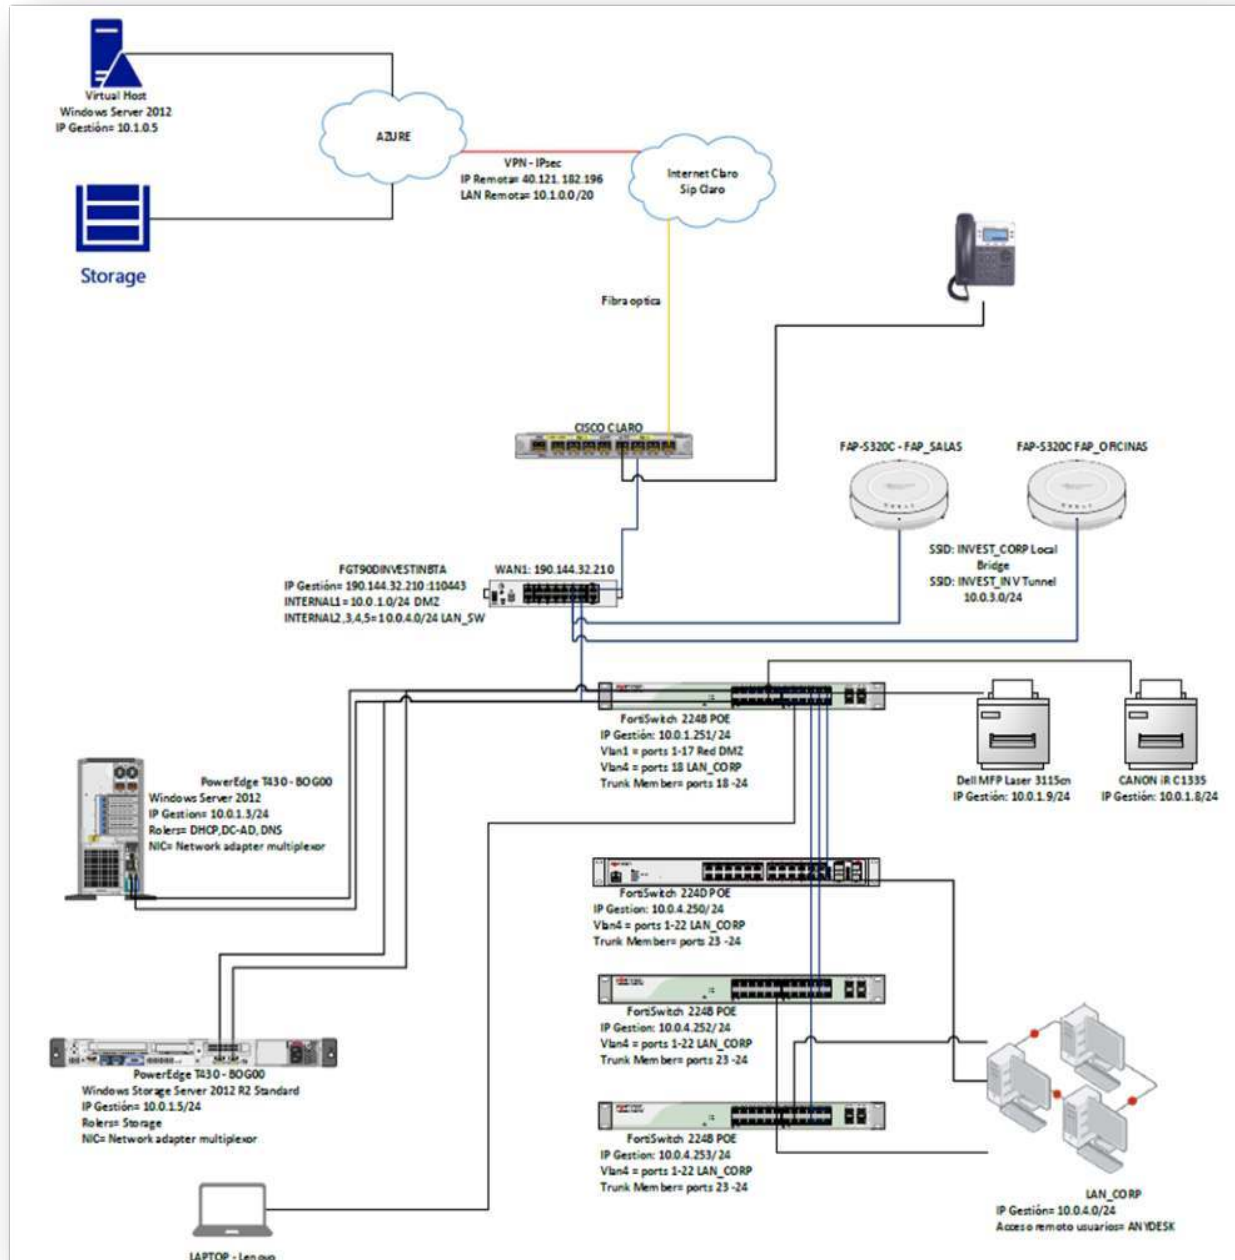 Virtual Host
Windows Server 2012
IP Gestión= 10.1.0.5
Storage
AZURE
VPN - IPsec
IP Remota= 40.121.182.196
LAN Remota= 10.1.0.0/20
Internet Claro
Sip Claro
Fibra optica
CISCO CLARO
FAP-S320C - FAP_SALAS
FAP-S320C FAP_OFICINAS
SSID: INVEST_CORP Local
Bridge
SSID: INVEST_INV Tunnel
10.0.3.0/24
FGT90DINVESTINBTA
IP Gestión= 190.144.32.210:110443
INTERNAL1= 10.0.1.0/24 DMZ
INTERNAL2,3,4,5= 10.0.4.0/24 LAN_SW
WAN1: 190.144.32.210
FortiSwitch 224B POE
IP Gestión: 10.0.1.251/24
Vlan1 = ports 1-17 Red DMZ
Vlan4 = ports 18 LAN_CORP
Trunk Member= ports 18 -24
Dell MFP Laser 3115cn
IP Gestión: 10.0.1.9/24
CANON iR C1335
IP Gestión: 10.0.1.8/24
PowerEdge T430 - BOG00
Windows Server 2012
IP Gestion= 10.0.1.3/24
Rolers= DHCP,DC-AD,DNS
NIC= Network adapter multiplexor
FortiSwitch 224D POE
IP Gestion: 10.0.4.250/24
Vlan4 = ports 1-22 LAN_CORP
Trunk Member= ports 23 -24
FortiSwitch 224B POE
IP Gestión: 10.0.4.252/24
Vlan4 = ports 1-22 LAN_CORP
Trunk Member= ports 23 -24
PowerEdge T430 - BOG00
Windows Storage Server 2012 R2 Standard
IP Gestión= 10.0.1.5/24
Rolers= Storage
NIC= Network adapter multiplexor
FortiSwitch 224B POE
IP Gestión: 10.0.4.253/24
Vlan4 = ports 1-22 LAN_CORP
Trunk Member= ports 23 -24
LAN_CORP
IP Gestión= 10.0.4.0/24
Acceso remoto usuarios= ANYDESK
LAPTOP - Lenovo